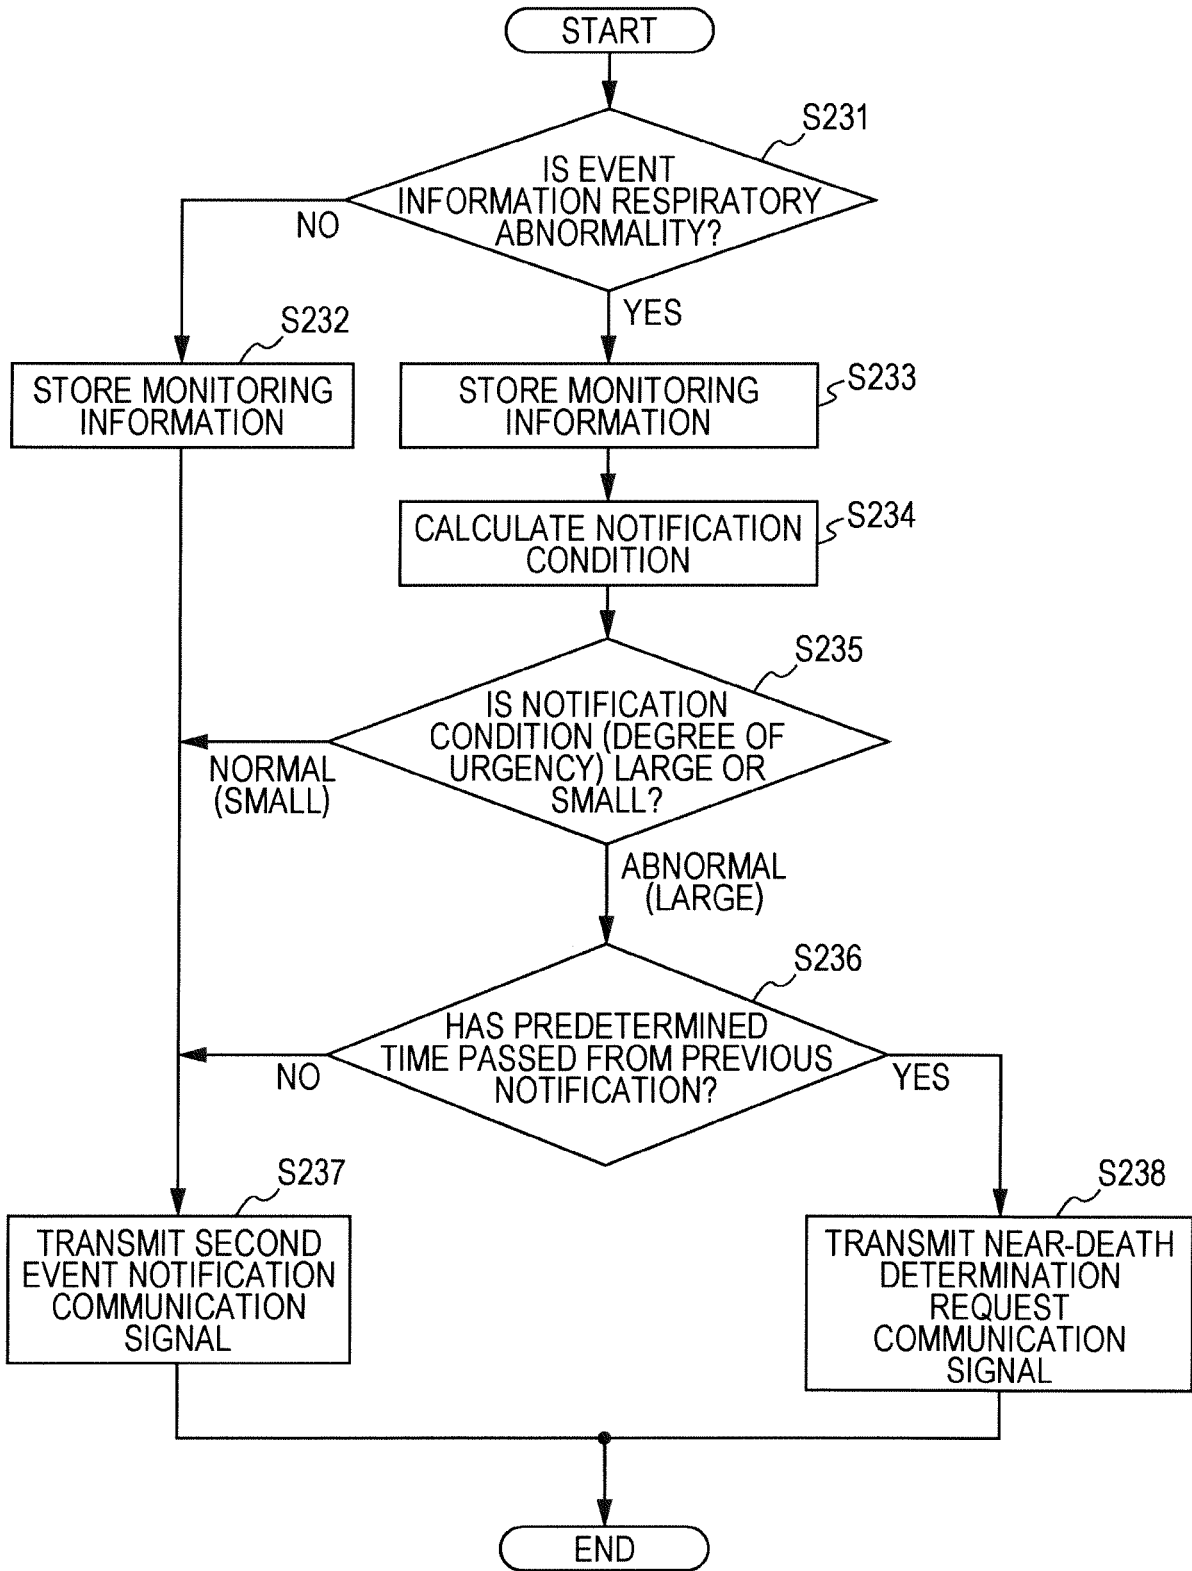 START
S231
IS EVENT
INFORMATION RESPIRATORY
ABNORMALITY?
NO
YES
S232
STORE MONITORING
INFORMATION
S233
STORE MONITORING
INFORMATION
S234
CALCULATE NOTIFICATION
CONDITION
S235
IS NOTIFICATION
CONDITION (DEGREE OF
URGENCY) LARGE OR
SMALL?
NORMAL
(SMALL)
ABNORMAL
(LARGE)
S236
HAS PREDETERMINED
TIME PASSED FROM PREVIOUS
NOTIFICATION?
NO
YES
S237
TRANSMIT SECOND
EVENT NOTIFICATION
COMMUNICATION
SIGNAL
S238
TRANSMIT NEAR-DEATH
DETERMINATION
REQUEST
COMMUNICATION
SIGNAL
END